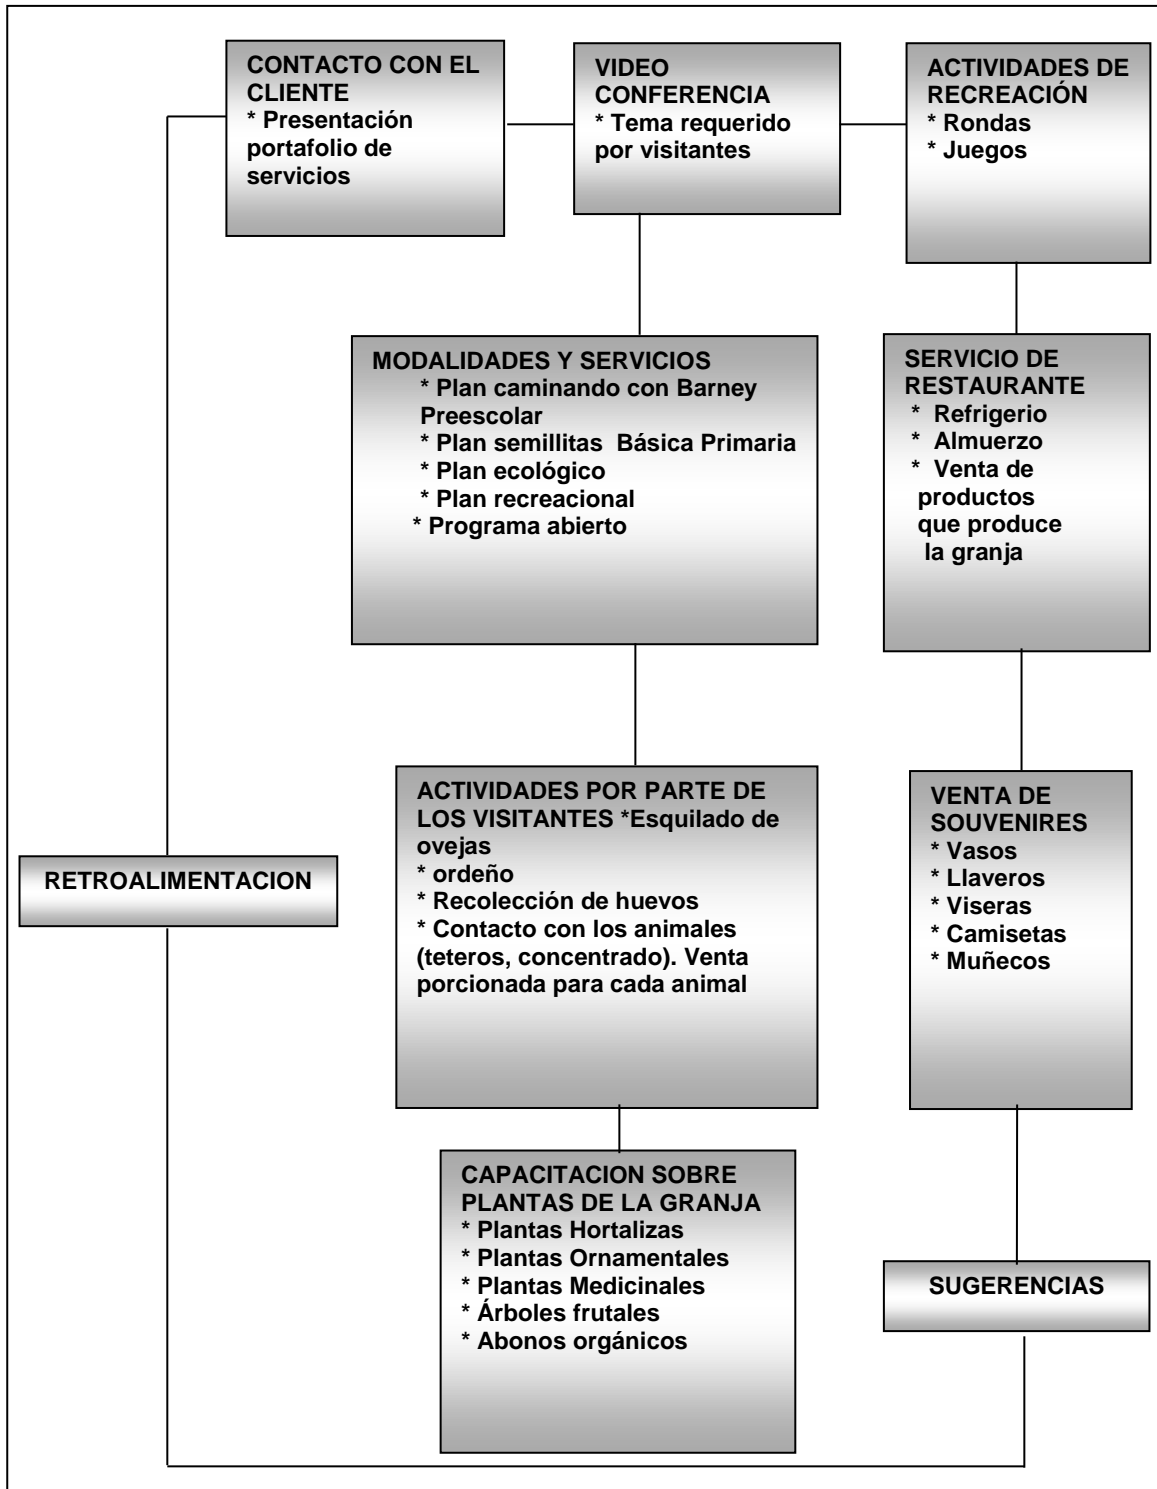 CONTACTO CON EL
CLIENTE
* Presentación
portafolio de
servicios
VIDEO
CONFERENCIA
* Tema requerido
por visitantes
ACTIVIDADES DE
RECREACIÓN
* Rondas
* Juegos
MODALIDADES Y SERVICIOS
* Plan caminando con Barney
Preescolar
* Plan semillitas Básica Primaria
* Plan ecológico
* Plan recreacional
* Programa abierto
SERVICIO DE
RESTAURANTE
* Refrigerio
* Almuerzo
* Venta de
productos
que produce
la granja
ACTIVIDADES POR PARTE DE
LOS VISITANTES *Esquilado de
ovejas
* ordeño
* Recolección de huevos
* Contacto con los animales
(teteros, concentrado). Venta
porcionada para cada animal
VENTA DE
SOUVENIRES
* Vasos
* Llaveros
* Viseras
* Camisetas
* Muñecos
RETROALIMENTACION
CAPACITACION SOBRE
PLANTAS DE LA GRANJA
* Plantas Hortalizas
* Plantas Ornamentales
* Plantas Medicinales
* Árboles frutales
* Abonos orgánicos
SUGERENCIAS